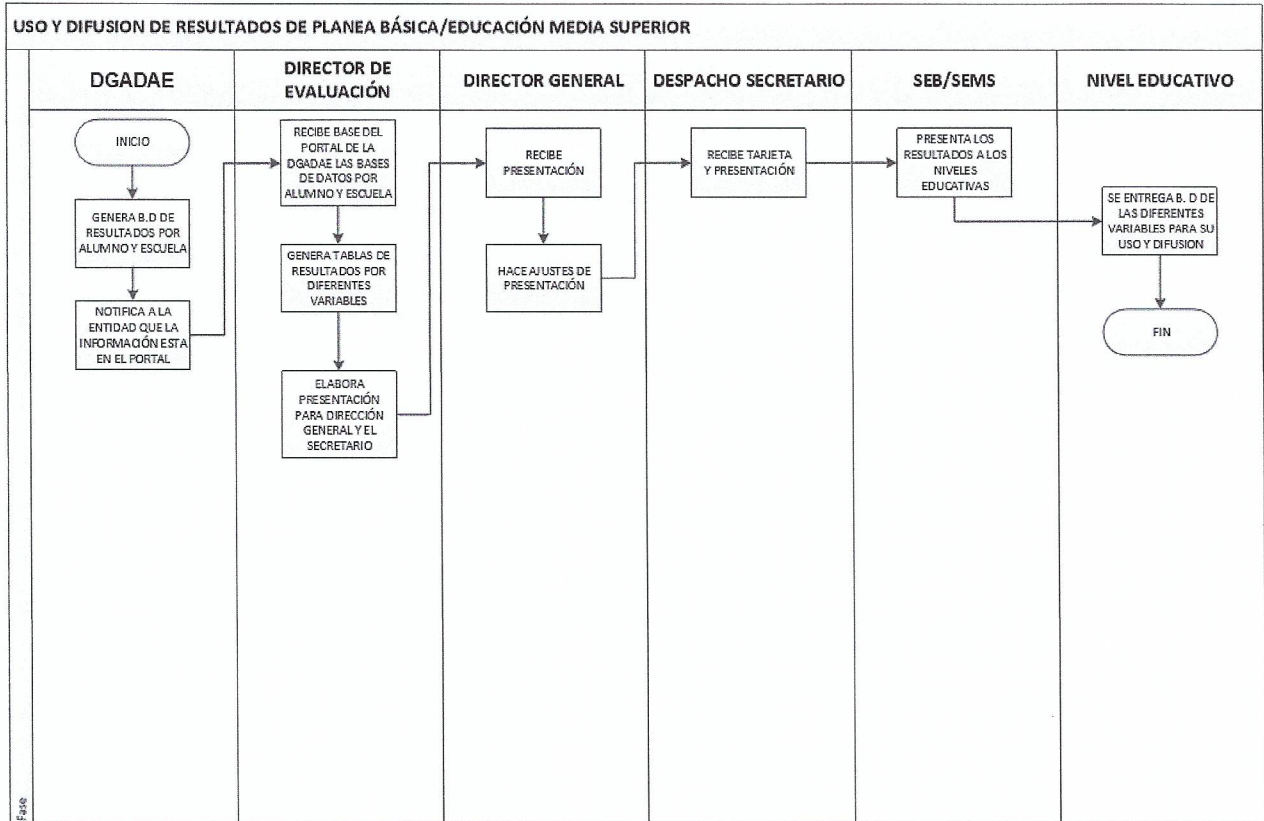 USO Y DIFUSION DE RESULTADOS DE PLANEA BÁSICA/EDUCACIÓN MEDIA SUPERIOR
DGADAE
DIRECTOR DE
EVALUACIÓN
DIRECTOR GENERAL
DESPACHO SECRETARIO
SEB/SEMS
NIVEL EDUCATIVO
INICIO
GENERA B.D DE
RESULTADOS POR
ALUMNO Y ESCUELA
NOTIFICA A LA
ENTIDAD QUE LA
INFORMACIÓN ESTA
EN EL PORTAL
RECIBE BASE DEL
PORTAL DE LA
DGADAE LAS BASES
DE DATOS POR
ALUMNO Y ESCUELA
GENERA TABLAS DE
RESULTADOS POR
DIFERENTES
VARIABLES
ELABORA
PRESENTACIÓN
PARA DIRECCIÓN
GENERAL Y EL
SECRETARIO
RECIBE
PRESENTACIÓN
HACE AJUSTES DE
PRESENTACIÓN
RECIBE TARJETA
Y PRESENTACIÓN
PRESENTA LOS
RESULTADOS A LOS
NIVELES
EDUCATIVAS
SE ENTREGA B. D DE
LAS DIFERENTES
VARIABLES PARA SU
USO Y DIFUSION
FIN
Fase